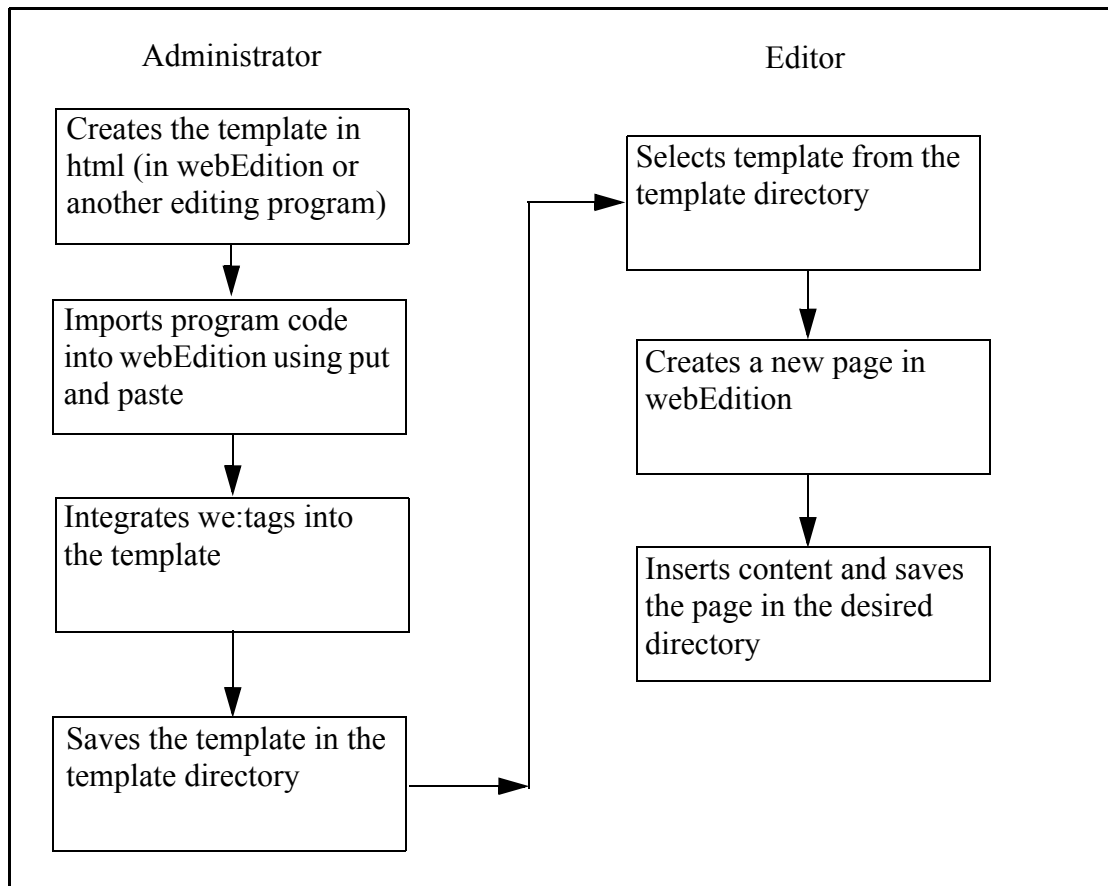 Administrator
Creates the template in
html (in webEdition or
another editing program)
Imports program code
into webEdition using put
and paste
Integrates we:tags into
the template
Saves the template in the
template directory
Editor
Selects template from the
template directory
Creates a new page in
webEdition
Inserts content and saves
the page in the desired
directory